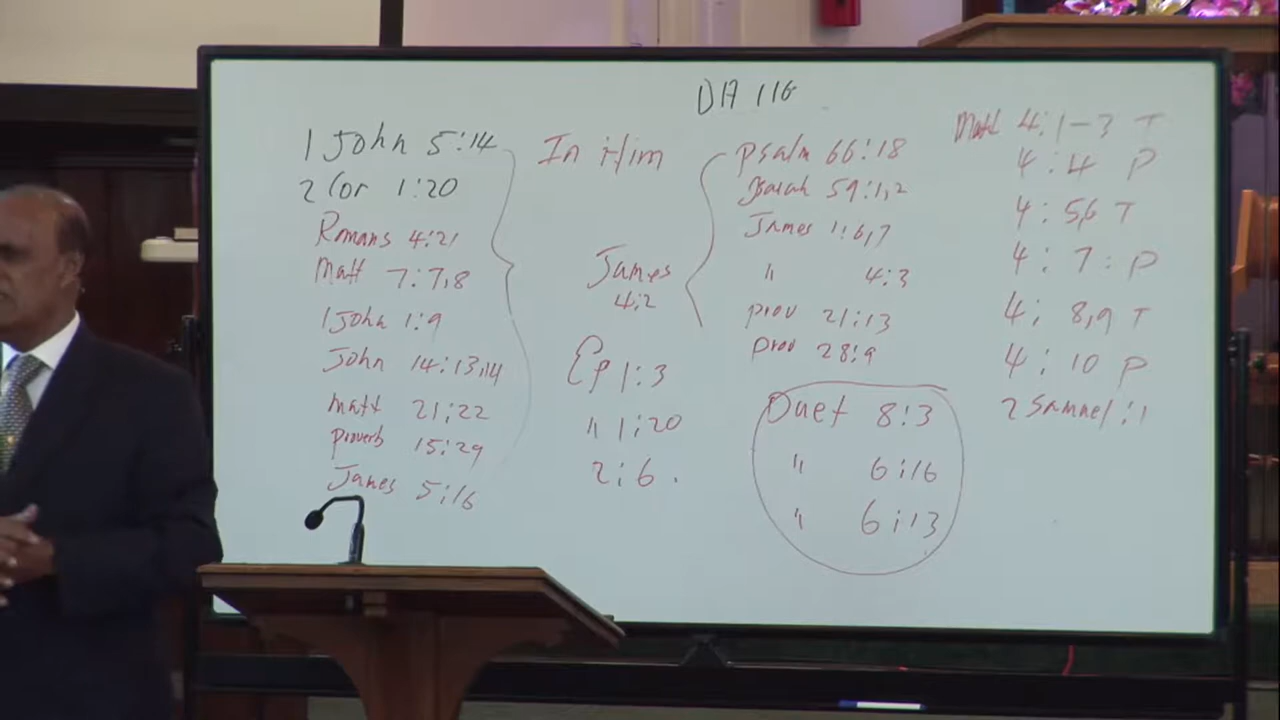 DA 116
1 John 5:14
2 Cor 1:20
Romans 4:21
Matt 7:7,8
1 John 1:9
John 14:13,14
Matt 21:22
Proverb 15:29
James 5:16
In Him
James
4:2
Ep 1:3
" 1:20
2:6.
Psalm 66:18
Isaiah 59:1,2
James 1:6,7
" 4:3
Prov 21:13
Prov 28:9
Duet 8:3
" 6:16
" 6:13
Matt 4:1-3 T
4:4 P
4:5,6 T
4:7: P
4; 8,9 T
4:10 P
2 Samuel :1